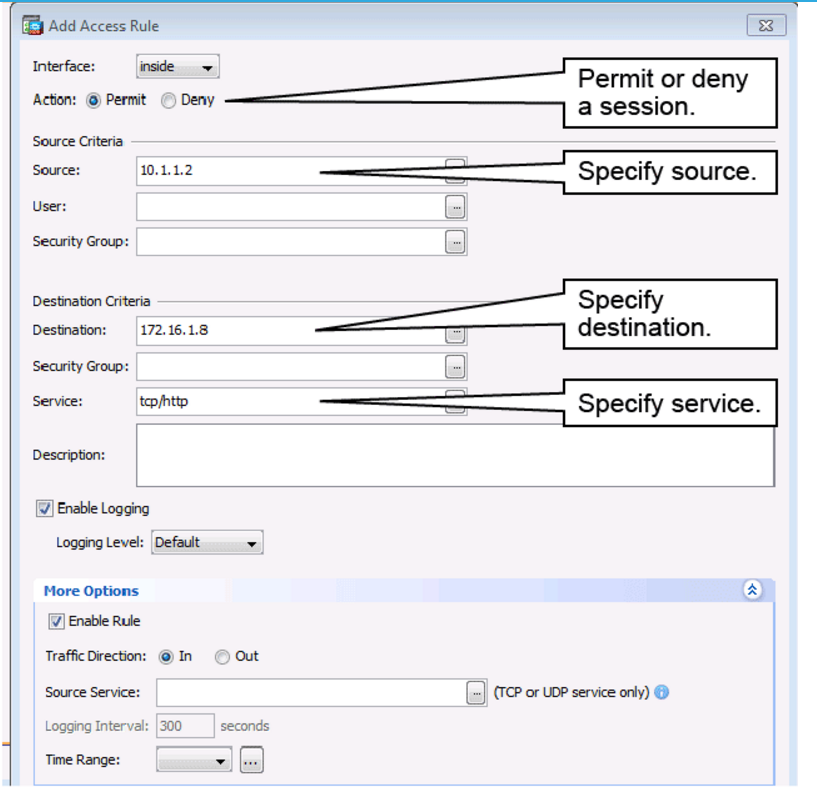 Add Access Rule
Interface: inside
Action: Permit Deny
Permit or deny
a session.
Source Criteria
Source: 10.1.1.2
Specify source.
User:
Security Group:
Destination Criteria
Destination: 172.16.1.8
Specify
destination.
Security Group:
Service: tcp/http
Specify service.
Description:
Enable Logging
Logging Level: Default
More Options
Enable Rule
Traffic Direction: In Out
Source Service: (TCP or UDP service only)
Logging Interval: 300 seconds
Time Range: